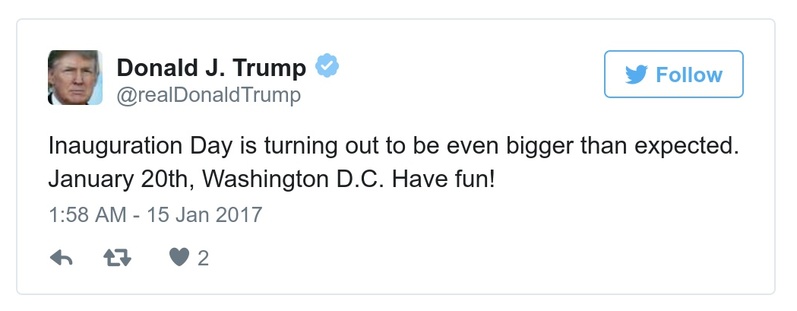 Donald J. Trump
@realDonaldTrump
Follow
Inauguration Day is turning out to be even bigger than expected.
January 20th, Washington D.C. Have fun!
1:58 AM - 15 Jan 2017
2